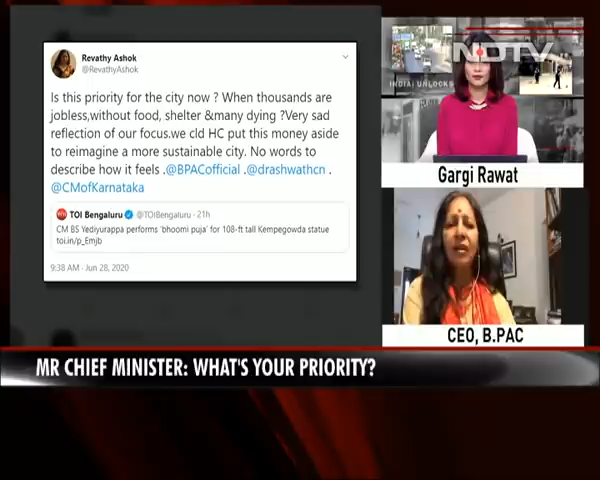 Revathy Ashok
@RevathyAshok
Is this priority for the city now ? When thousands are
jobless,without food, shelter &many dying ?Very sad
reflection of our focus.we cld HC put this money aside
to reimagine a more sustainable city. No words to
describe how it feels .@BPACofficial .@drashwathcn .
@CMofKarnataka
TOI Bengaluru @TOIBengaluru · 21h
CM BS Yediyurappa performs 'bhoomi puja' for 108-ft tall Kempegowda statue
toi.in/p_Emjb
9:38 AM - Jun 28, 2020
NDTV
INDIA: UNLOCKS
Gargi Rawat
CEO, B.PAC
MR CHIEF MINISTER: WHAT'S YOUR PRIORITY?